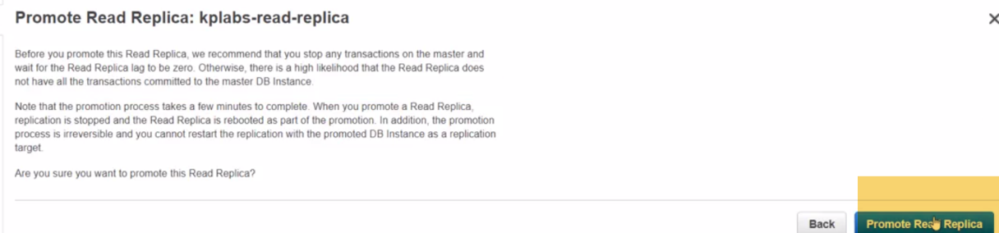 Promote Read Replica: kplabs-read-replica
Before you promote this Read Replica, we recommend that you stop any transactions on the master and
wait for the Read Replica lag to be zero. Otherwise, there is a high likelihood that the Read Replica does
not have all the transactions committed to the master DB Instance.
Note that the promotion process takes a few minutes to complete. When you promote a Read Replica,
replication is stopped and the Read Replica is rebooted as part of the promotion. In addition, the promotion
process is irreversible and you cannot restart the replication with the promoted DB Instance as a replication
target.
Are you sure you want to promote this Read Replica?
Back
Promote Read Replica